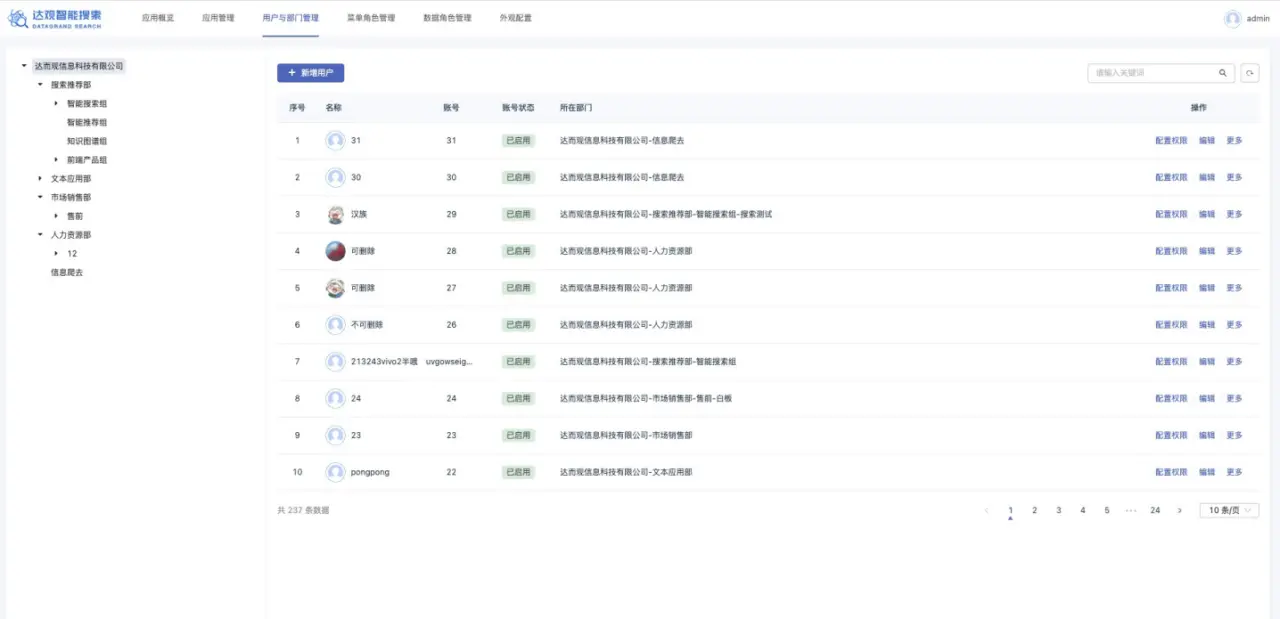 达观智能搜索 应用概览 应用管理 用户与部门管理 菜单角色管理 数据角色管理 外观配置 admin
DATAGRAND SEARCH
达而观信息科技有限公司
搜索推荐部
智能搜索组
智能推荐组
知识图谱组
前端产品组
文本应用部
市场销售部
售前
人力资源部
12
信息爬去
+ 新增用户 请输入关键词
序号 名称 账号 账号状态 所在部门 操作
1 31 31 已启用 达而观信息科技有限公司-信息爬去 配置权限 编辑 更多
2 30 30 已启用 达而观信息科技有限公司-信息爬去 配置权限 编辑 更多
3 汉族 29 已启用 达而观信息科技有限公司-搜索推荐部-智能搜索组-搜索测试 配置权限 编辑 更多
4 可删除 28 已启用 达而观信息科技有限公司-人力资源部 配置权限 编辑 更多
5 可删除 27 已启用 达而观信息科技有限公司-人力资源部 配置权限 编辑 更多
6 不可删除 26 已启用 达而观信息科技有限公司-人力资源部 配置权限 编辑 更多
7 213243vivo2半哦 uvgowseig... 已启用 达而观信息科技有限公司-搜索推荐部-智能搜索组 配置权限 编辑 更多
8 24 24 已启用 达而观信息科技有限公司-市场销售部-售前-白板 配置权限 编辑 更多
9 23 23 已启用 达而观信息科技有限公司-市场销售部 配置权限 编辑 更多
10 pongpong 22 已启用 达而观信息科技有限公司-文本应用部 配置权限 编辑 更多
共 237 条数据 1 2 3 4 5 ··· 24 10 条/页